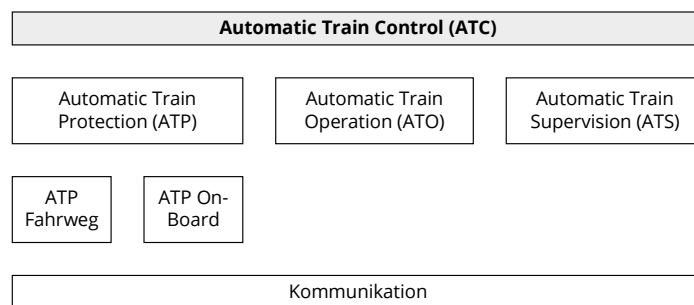 Automatic Train Control (ATC)
Automatic Train
Protection (ATP)
Automatic Train
Operation (ATO)
Automatic Train
Supervision (ATS)
ATP
Fahrweg
ATP On-
Board
Kommunikation